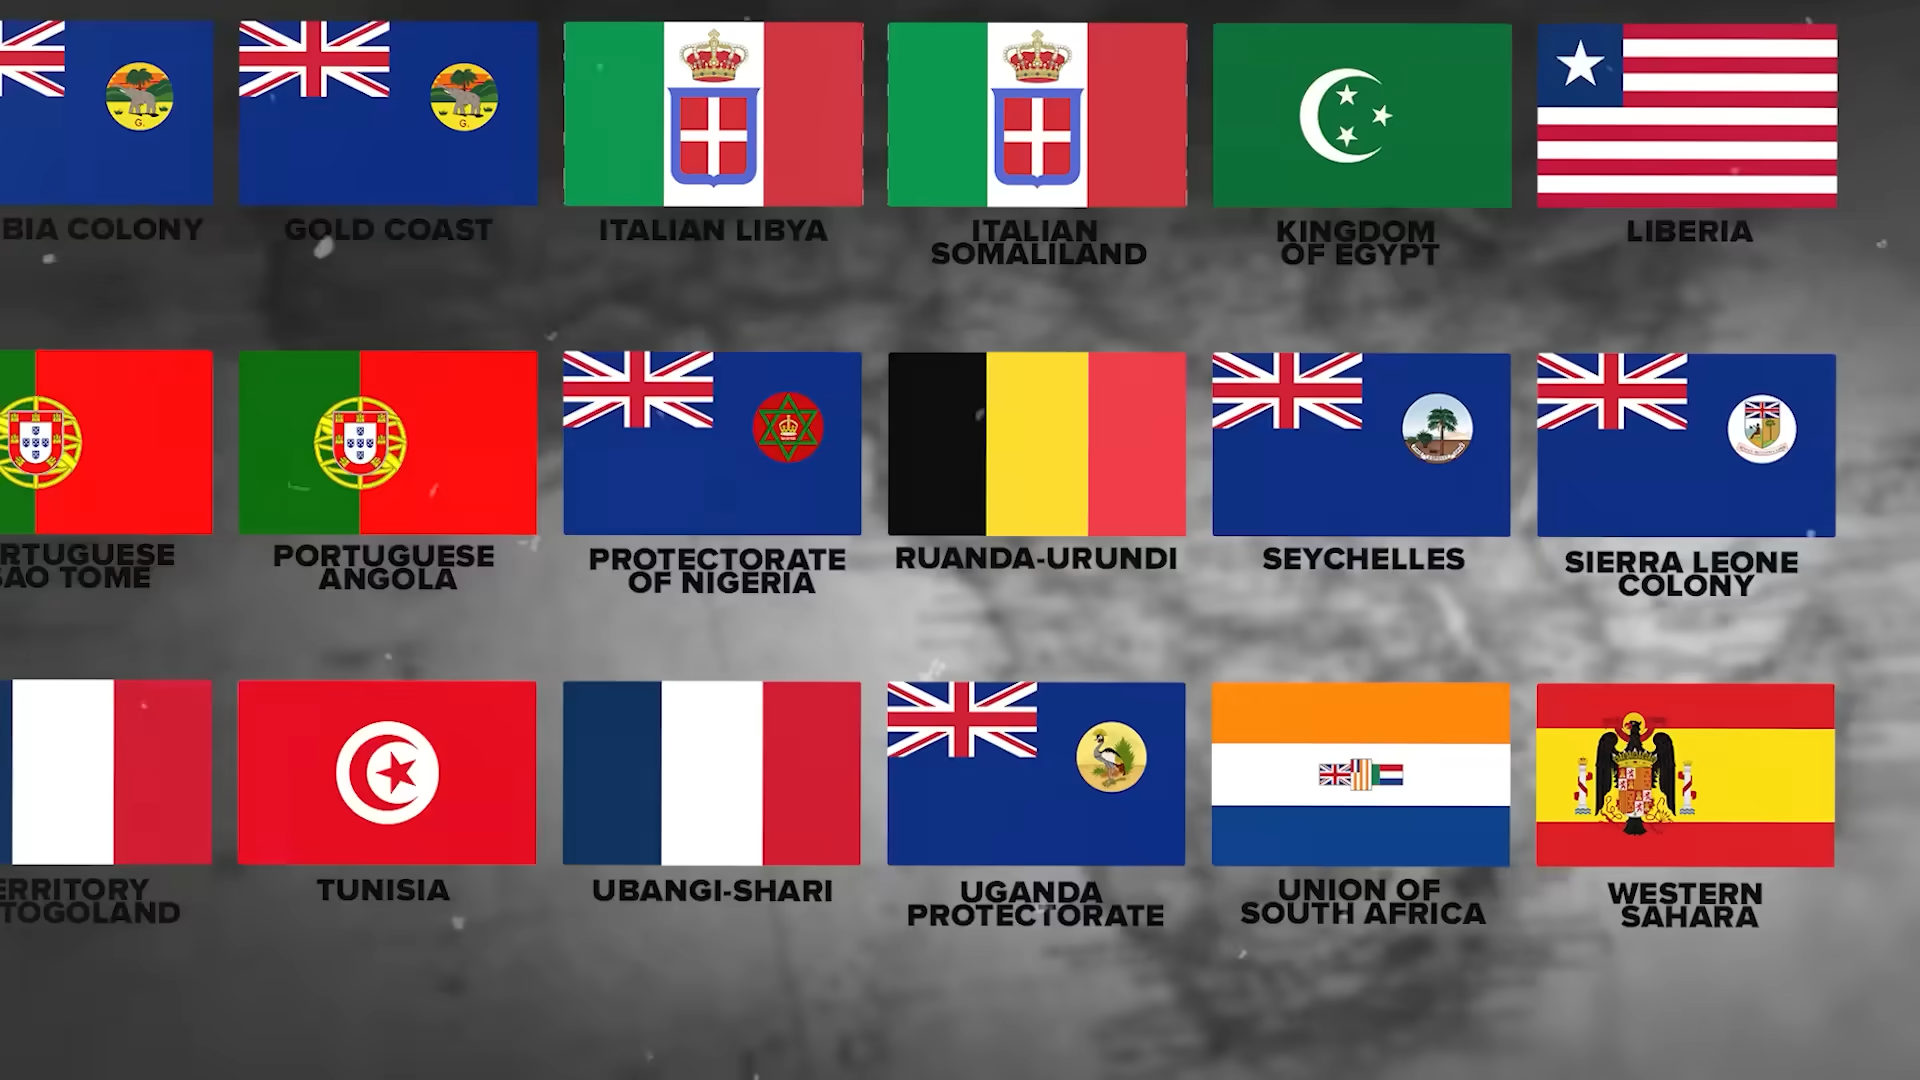 BIA COLONY
GOLD COAST
ITALIAN LIBYA
ITALIAN
SOMALILAND
KINGDOM
OF EGYPT
LIBERIA
RTUGUESE
SAO TOME
PORTUGUESE
ANGOLA
PROTECTORATE
OF NIGERIA
RUANDA-URUNDI
SEYCHELLES
SIERRA LEONE
COLONY
ERRITORY
TOGOLAND
TUNISIA
UBANGI-SHARI
UGANDA
PROTECTORATE
UNION OF
SOUTH AFRICA
WESTERN
SAHARA
G.
G.